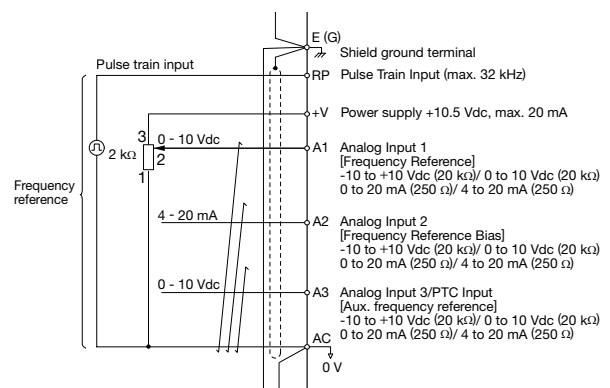 E (G)
Shield ground terminal
Pulse train input
RP Pulse Train Input (max. 32 kHz)
+V Power supply +10.5 Vdc, max. 20 mA
3 0 - 10 Vdc
A1 Analog Input 1
2 kΩ
2
[Frequency Reference]
-10 to +10 Vdc (20 kΩ)/ 0 to 10 Vdc (20 kΩ)
1
0 to 20 mA (250 Ω)/ 4 to 20 mA (250 Ω)
Frequency
reference
4 - 20 mA
A2 Analog Input 2
[Frequency Reference Bias]
-10 to +10 Vdc (20 kΩ)/ 0 to 10 Vdc (20 kΩ)
0 to 20 mA (250 Ω)/ 4 to 20 mA (250 Ω)
0 - 10 Vdc
A3 Analog Input 3/PTC Input
[Aux. frequency reference]
-10 to +10 Vdc (20 kΩ)/ 0 to 10 Vdc (20 kΩ)
0 to 20 mA (250 Ω)/ 4 to 20 mA (250 Ω)
AC
0 V